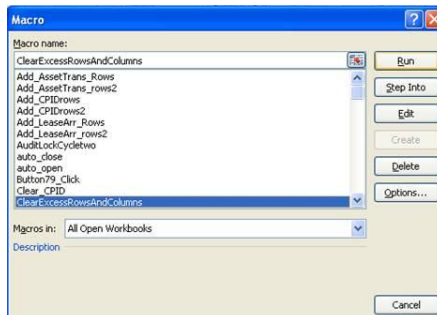 Macro
Macro name:
ClearExcessRowsAndColumns
Add_AssetTrans_Rows
Add_AssetTrans_rows2
Add_CPIDrows
Add_CPIDrows2
Add_LeaseArr_Rows
Add_LeaseArr_rows2
AuditLockCycletwo
auto_close
auto_open
Button79_Click
Clear_CPID
ClearExcessRowsAndColumns
Run
Step Into
Edit
Create
Delete
Options...
Macros in: All Open Workbooks
Description
Cancel